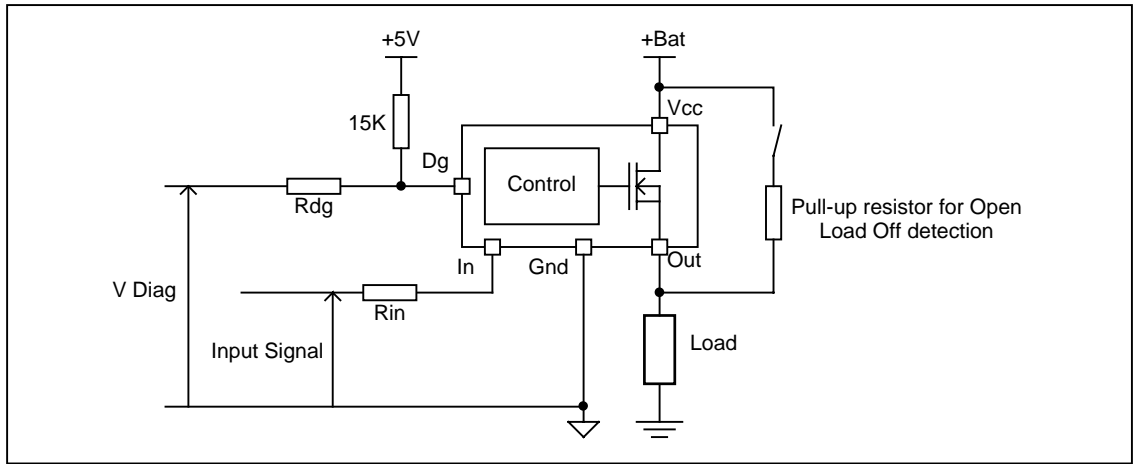 +5V
+Bat
Vcc
15K
Dg
Control
Rdg
Pull-up resistor for Open
Load Off detection
In
Gnd
Out
V Diag
Rin
Input Signal
Load